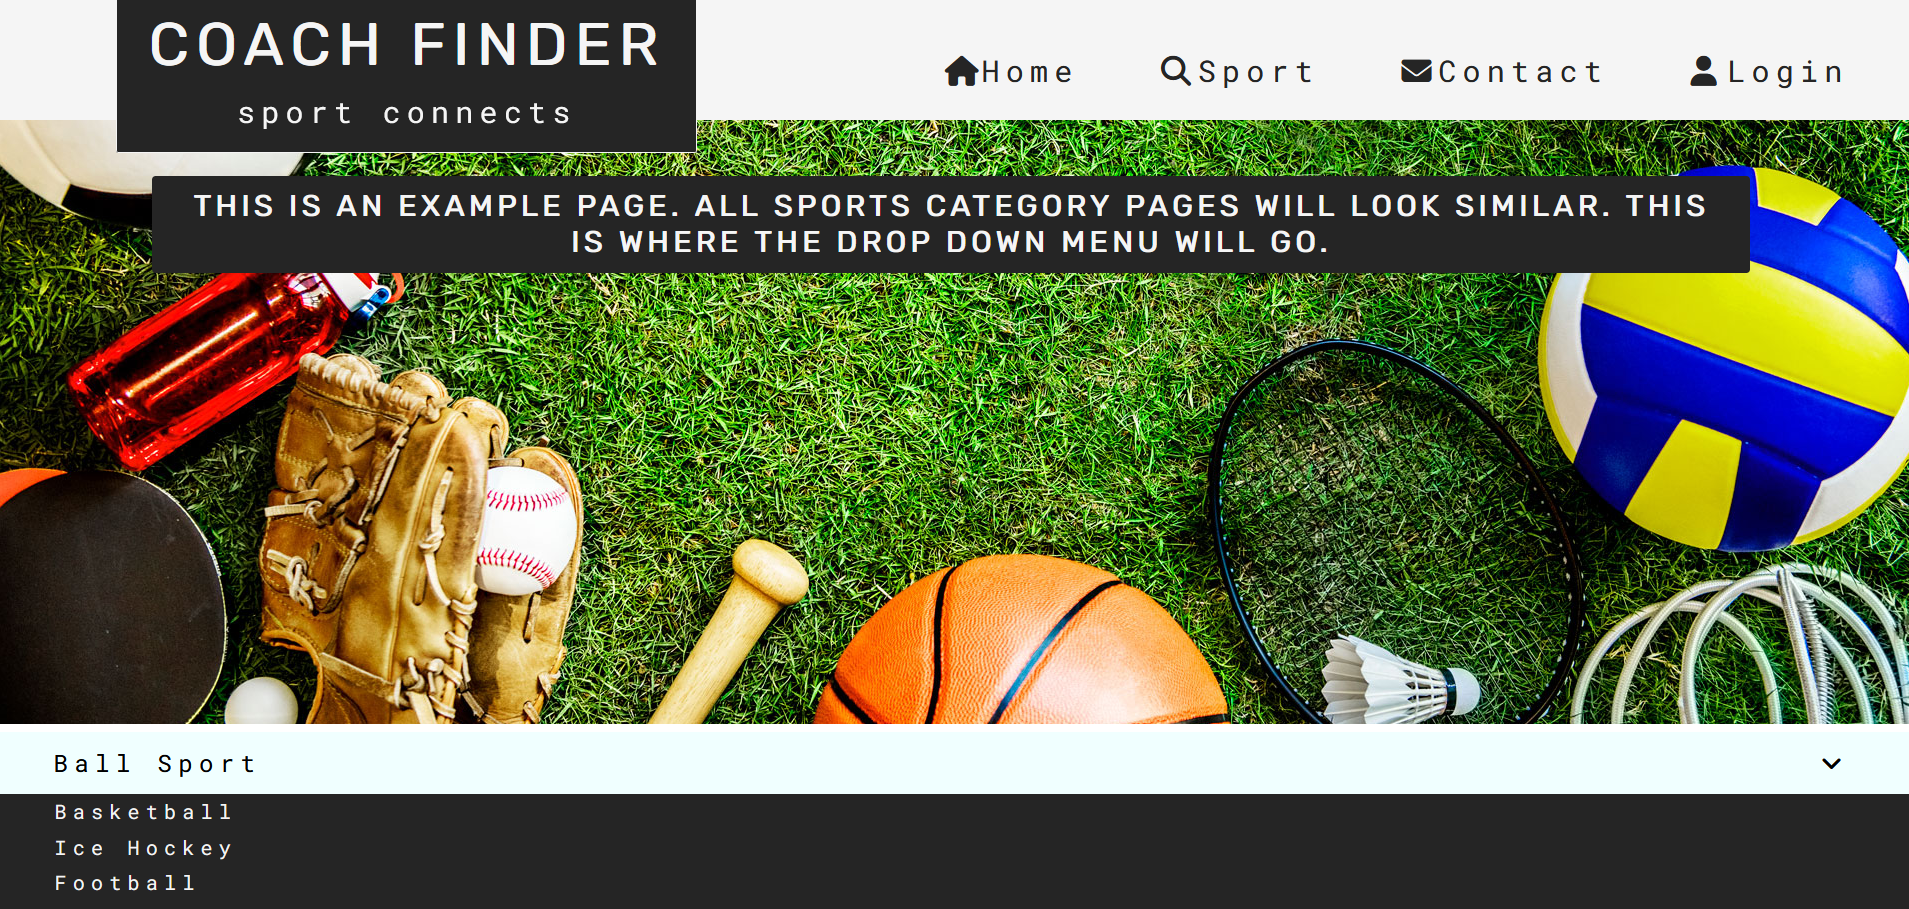 COACH FINDER
sport connects
Home Sport Contact Login
THIS IS AN EXAMPLE PAGE. ALL SPORTS CATEGORY PAGES WILL LOOK SIMILAR. THIS
IS WHERE THE DROP DOWN MENU WILL GO.
Ball Sport
Basketball
Ice Hockey
Football